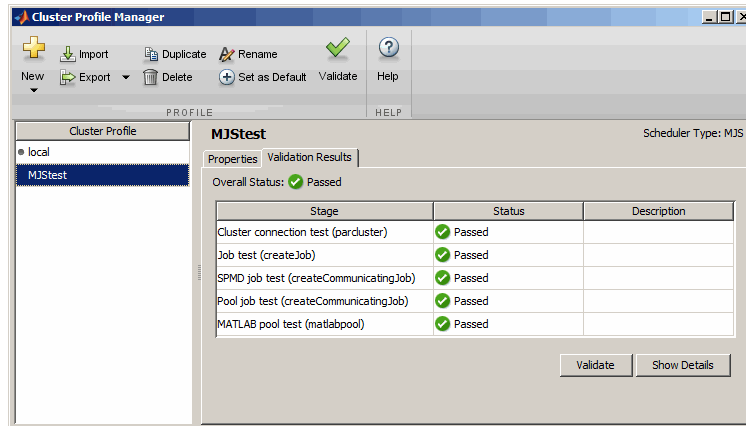 Cluster Profile Manager
New
Import
Export
Duplicate
Delete
Rename
Set as Default
Validate
Help
PROFILE
HELP
Cluster Profile
local
MJStest
MJStest
Scheduler Type: MJS
Properties
Validation Results
Overall Status: Passed
Stage Status Description
Cluster connection test (parcluster) Passed
Job test (createJob) Passed
SPMD job test (createCommunicatingJob) Passed
Pool job test (createCommunicatingJob) Passed
MATLAB pool test (matlabpool) Passed
Validate
Show Details